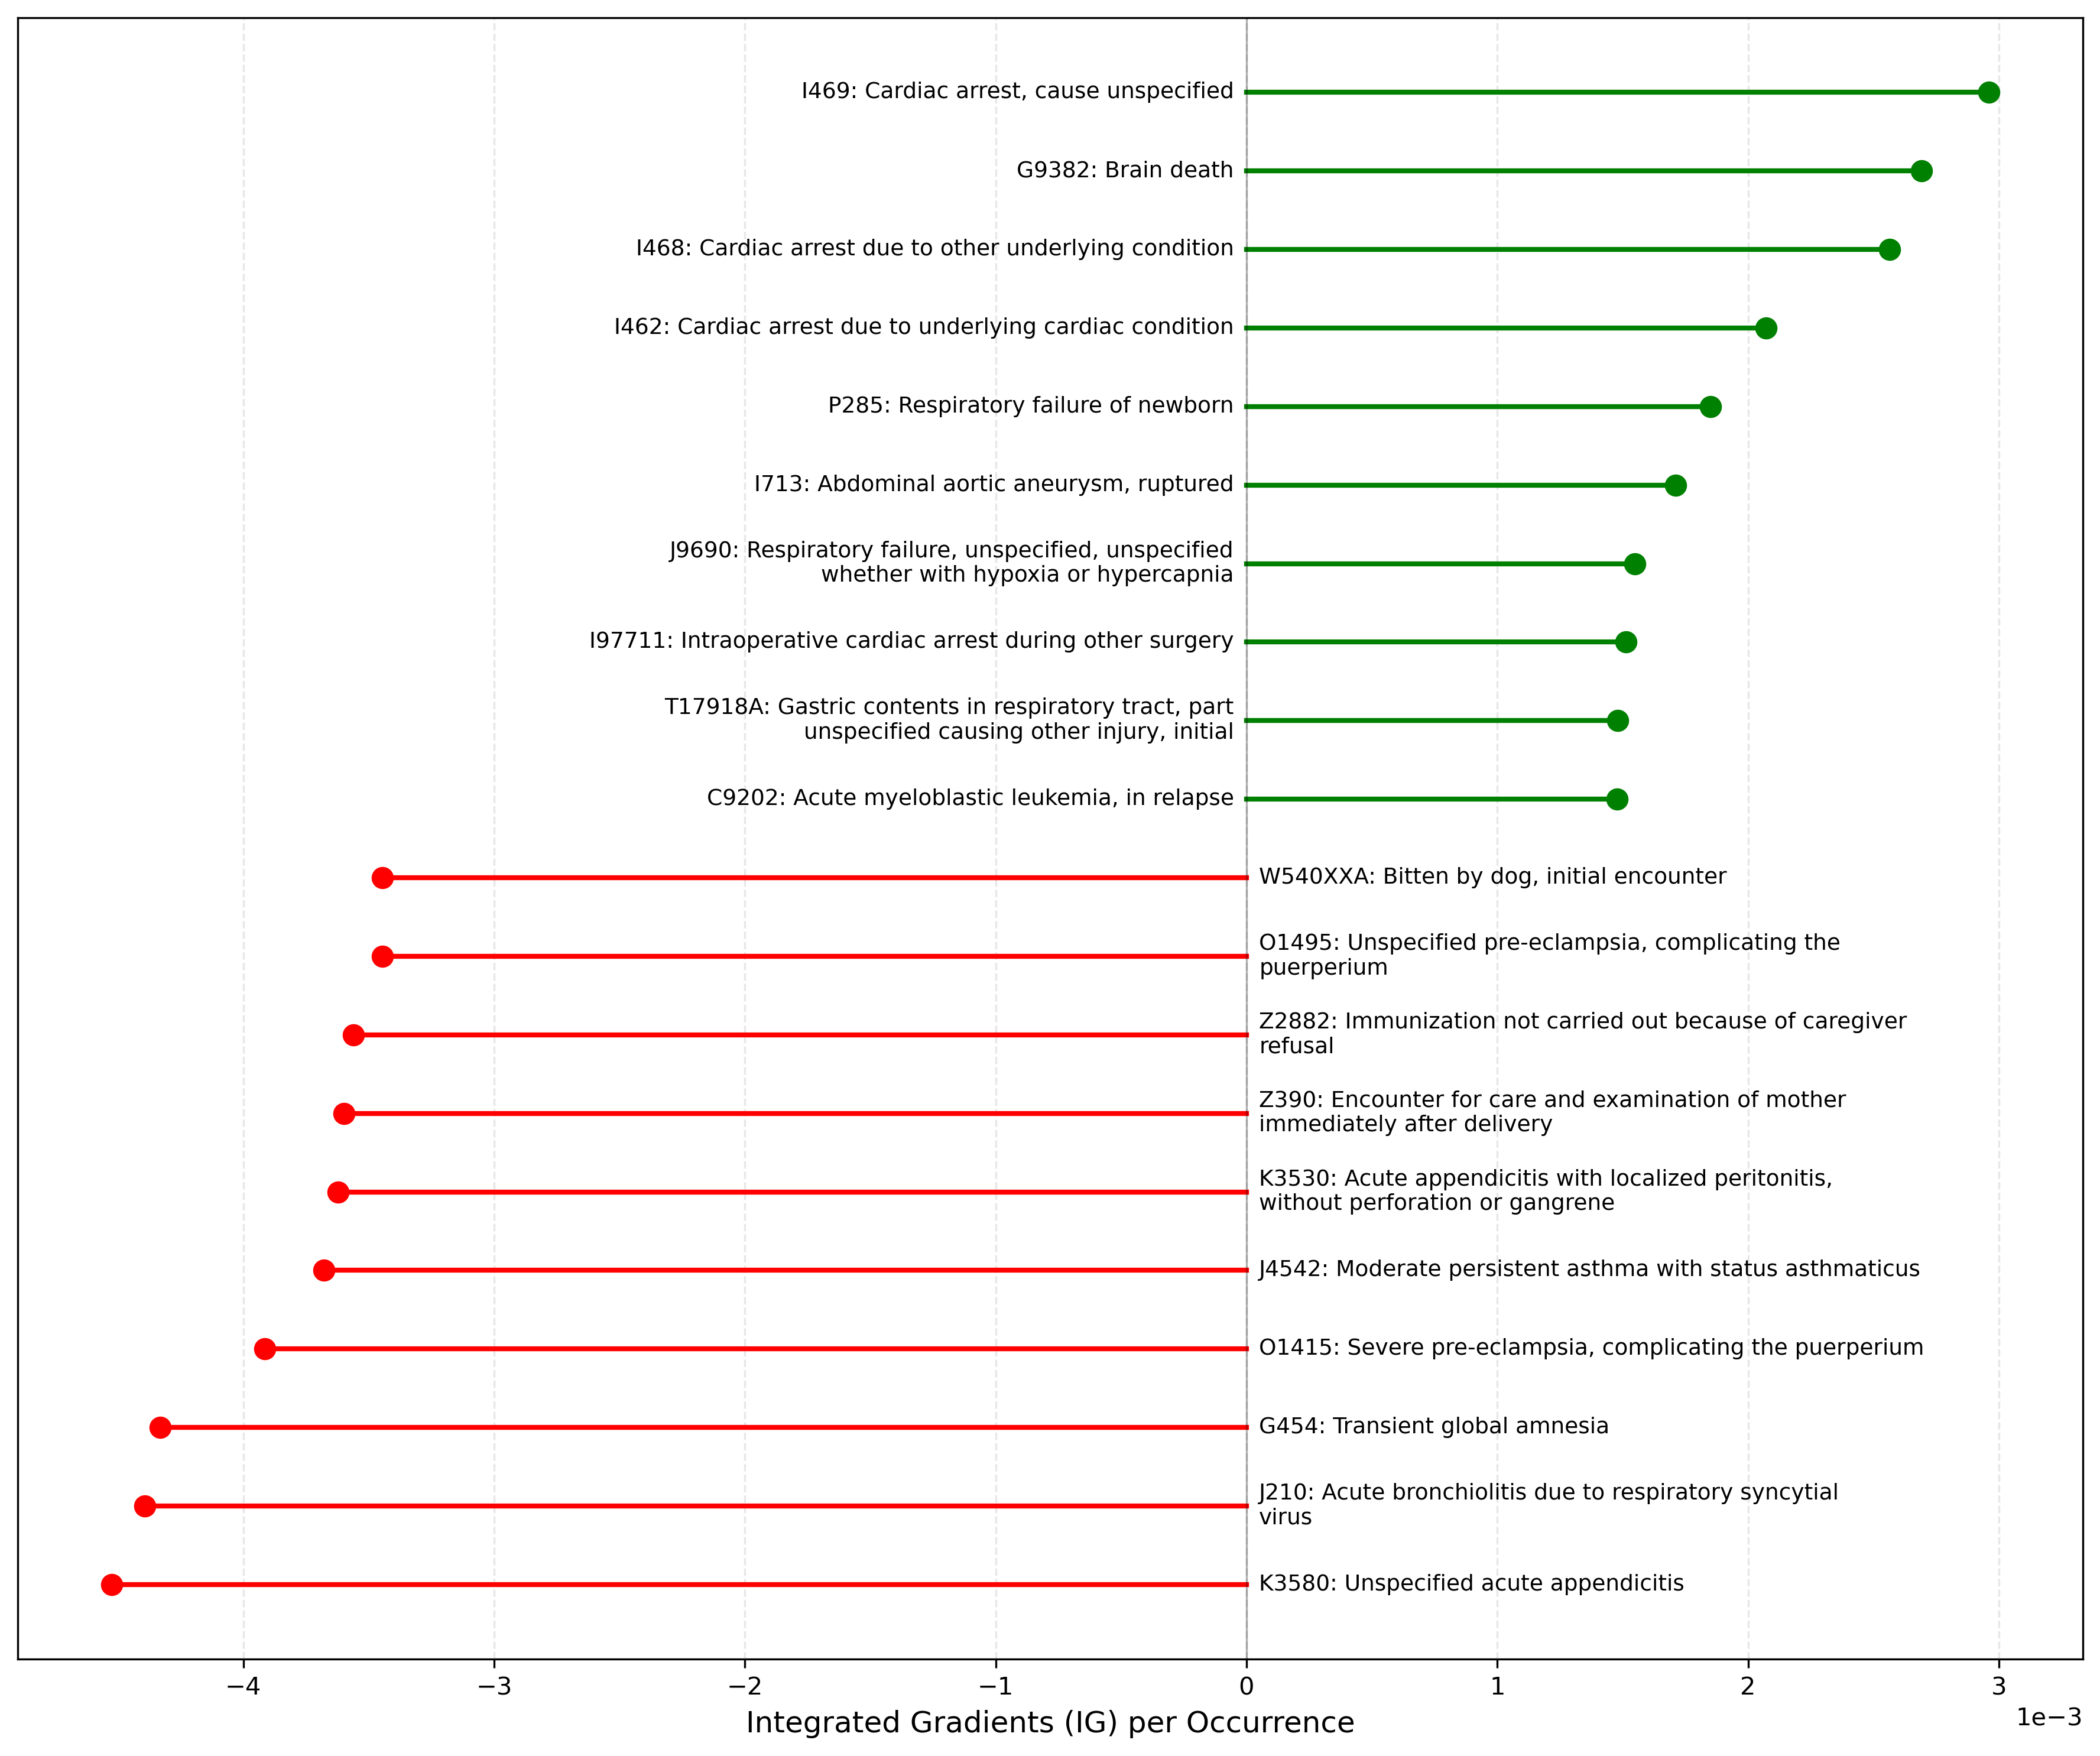 I469: Cardiac arrest, cause unspecified
G9382: Brain death
I468: Cardiac arrest due to other underlying condition
I462: Cardiac arrest due to underlying cardiac condition
P285: Respiratory failure of newborn
I713: Abdominal aortic aneurysm, ruptured
J9690: Respiratory failure, unspecified, unspecified
whether with hypoxia or hypercapnia
I97711: Intraoperative cardiac arrest during other surgery
T17918A: Gastric contents in respiratory tract, part
unspecified causing other injury, initial
C9202: Acute myeloblastic leukemia, in relapse
W540XXA: Bitten by dog, initial encounter
O1495: Unspecified pre-eclampsia, complicating the
puerperium
Z2882: Immunization not carried out because of caregiver
refusal
Z390: Encounter for care and examination of mother
immediately after delivery
K3530: Acute appendicitis with localized peritonitis,
without perforation or gangrene
J4542: Moderate persistent asthma with status asthmaticus
O1415: Severe pre-eclampsia, complicating the puerperium
G454: Transient global amnesia
J210: Acute bronchiolitis due to respiratory syncytial
virus
K3580: Unspecified acute appendicitis
−4 −3 −2 −1 0 1 2 3
1e−3
Integrated Gradients (IG) per Occurrence